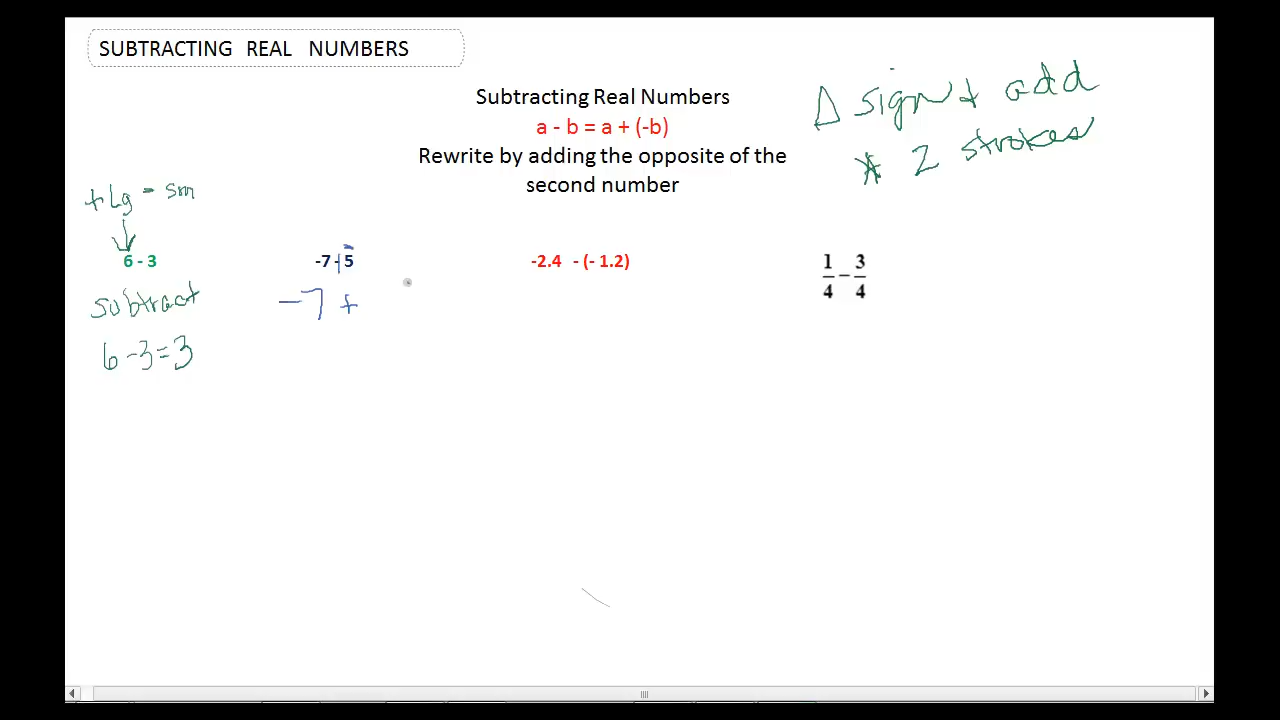 SUBTRACTING REAL NUMBERS
Subtracting Real Numbers
a - b = a + (-b)
Rewrite by adding the opposite of the
second number
Δ sign + add
* 2 strokes
+ Lg - sm
6 - 3
subtract
6 - 3 = 3
-7 - 5
-7 +
-2.4 - (- 1.2)
1/4 - 3/4